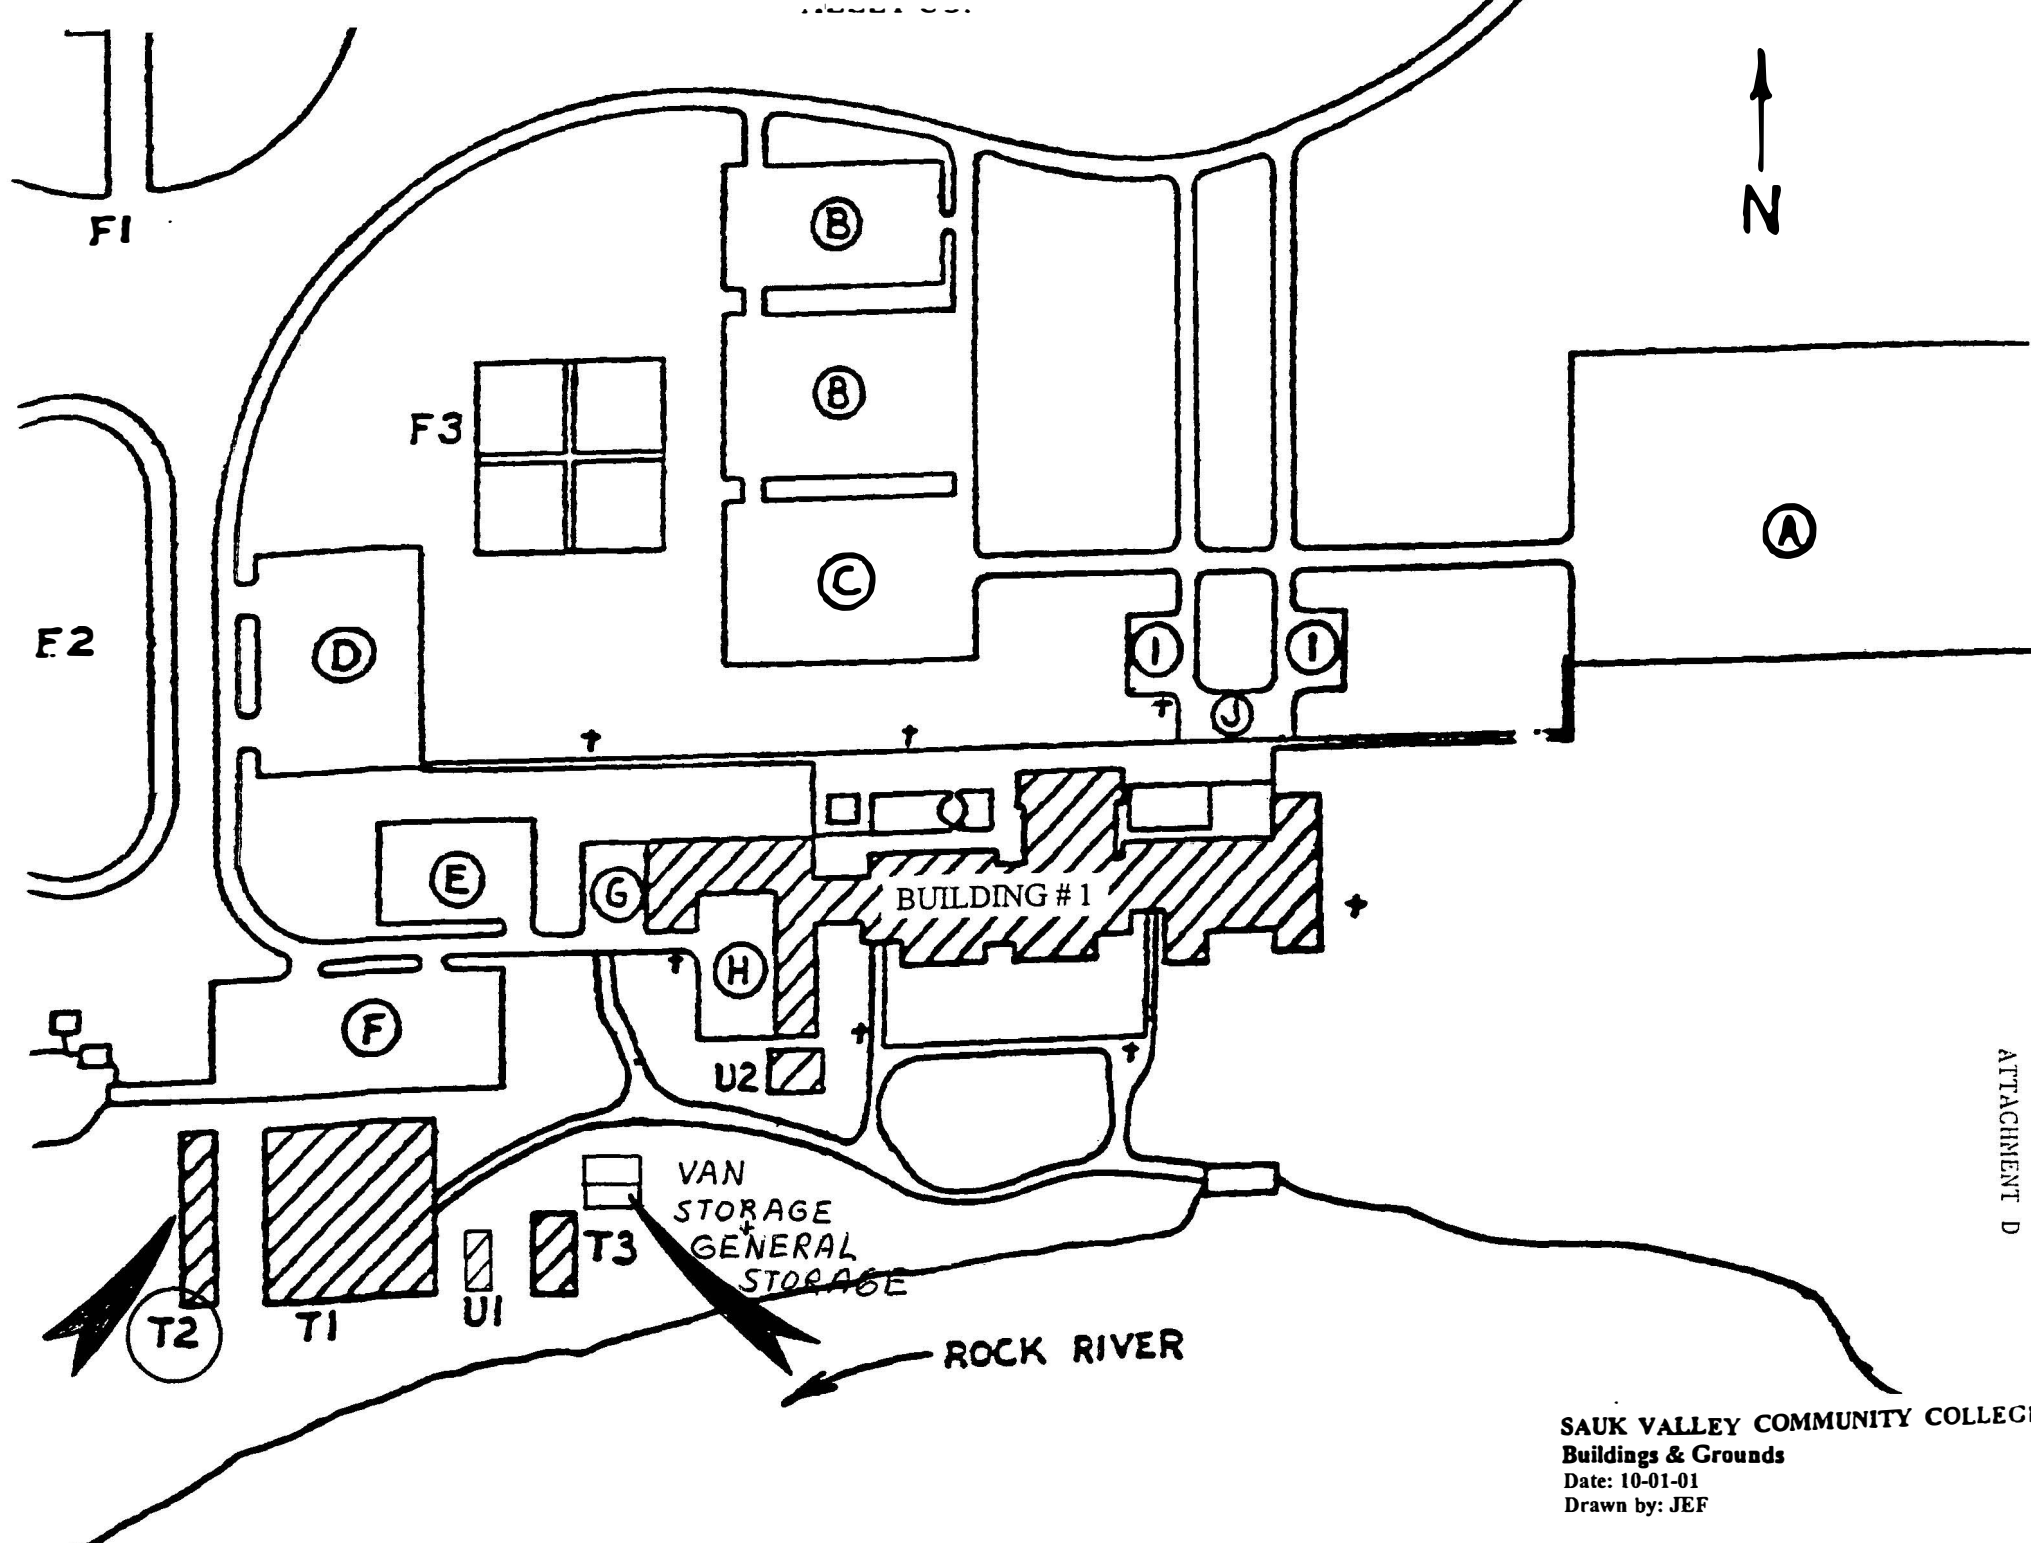 F1
N
B
F3
B
A
C
F2
D
I
I
J
E
G
BUILDING # 1
H
F
U2
ATTACHMENT D
VAN
STORAGE
+
GENERAL
STORAGE
T3
U1
T1
T2
ROCK RIVER
SAUK VALLEY COMMUNITY COLLEGE
Buildings & Grounds
Date: 10-01-01
Drawn by: JEF